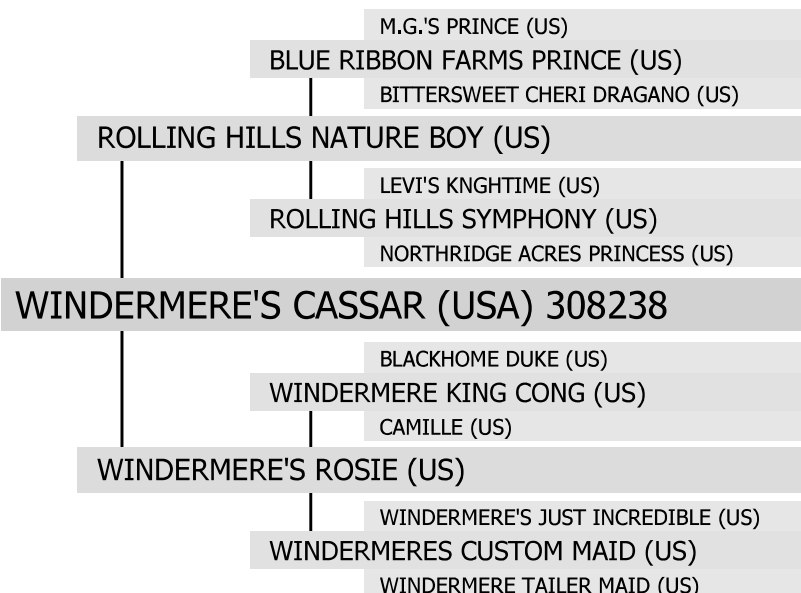 M.G.'S PRINCE (US)
BLUE RIBBON FARMS PRINCE (US)
BITTERSWEET CHERI DRAGANO (US)
ROLLING HILLS NATURE BOY (US)
LEVI'S KNGHTIME (US)
ROLLING HILLS SYMPHONY (US)
NORTHRIDGE ACRES PRINCESS (US)
WINDERMERE'S CASSAR (USA) 308238
BLACKHOME DUKE (US)
WINDERMERE KING CONG (US)
CAMILLE (US)
WINDERMERE'S ROSIE (US)
WINDERMERE'S JUST INCREDIBLE (US)
WINDERMERES CUSTOM MAID (US)
WINDERMERE TAILER MAID (US)